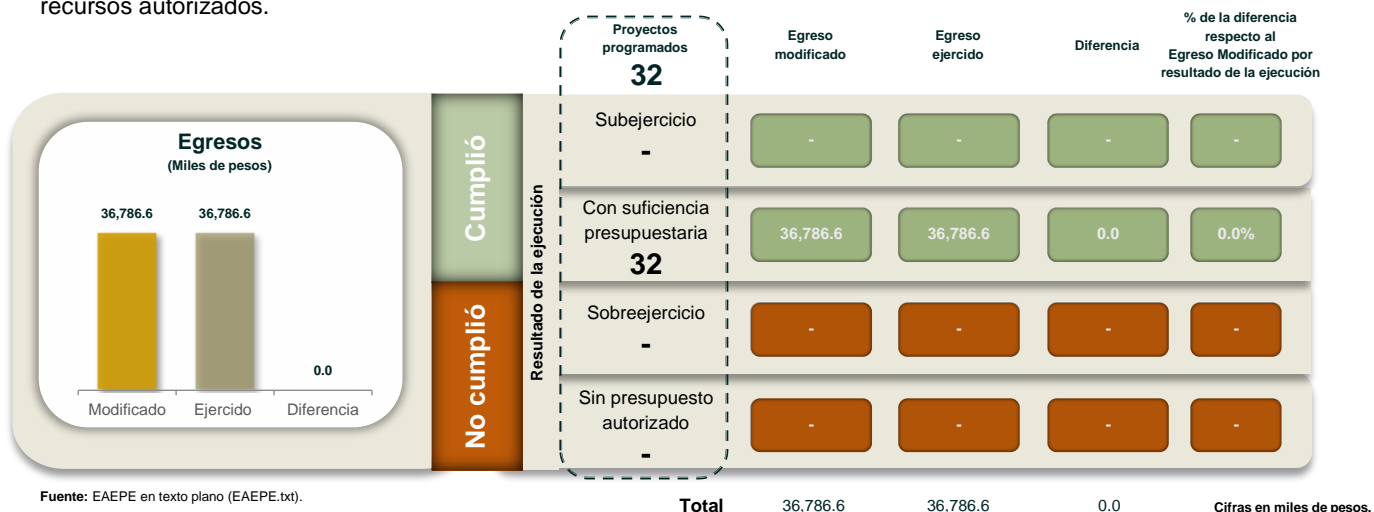 recursos autorizados.
Proyectos
programados
32
Egreso
modificado
Egreso
ejercido
Diferencia
% de la diferencia
respecto al
Egreso Modificado por
resultado de la ejecución
Egresos
(Miles de pesos)
36,786.6
36,786.6
0.0
Modificado
Ejercido
Diferencia
Cumplió
No cumplió
Resultado de la ejecución
Subejercicio
-
-
-
-
-
Con suficiencia
presupuestaria
32
36,786.6
36,786.6
0.0
0.0%
Sobreejercicio
-
-
-
-
-
Sin presupuesto
autorizado
-
-
-
-
-
Fuente: EAEPE en texto plano (EAEPE.txt).
Total
36,786.6
36,786.6
0.0
Cifras en miles de pesos.